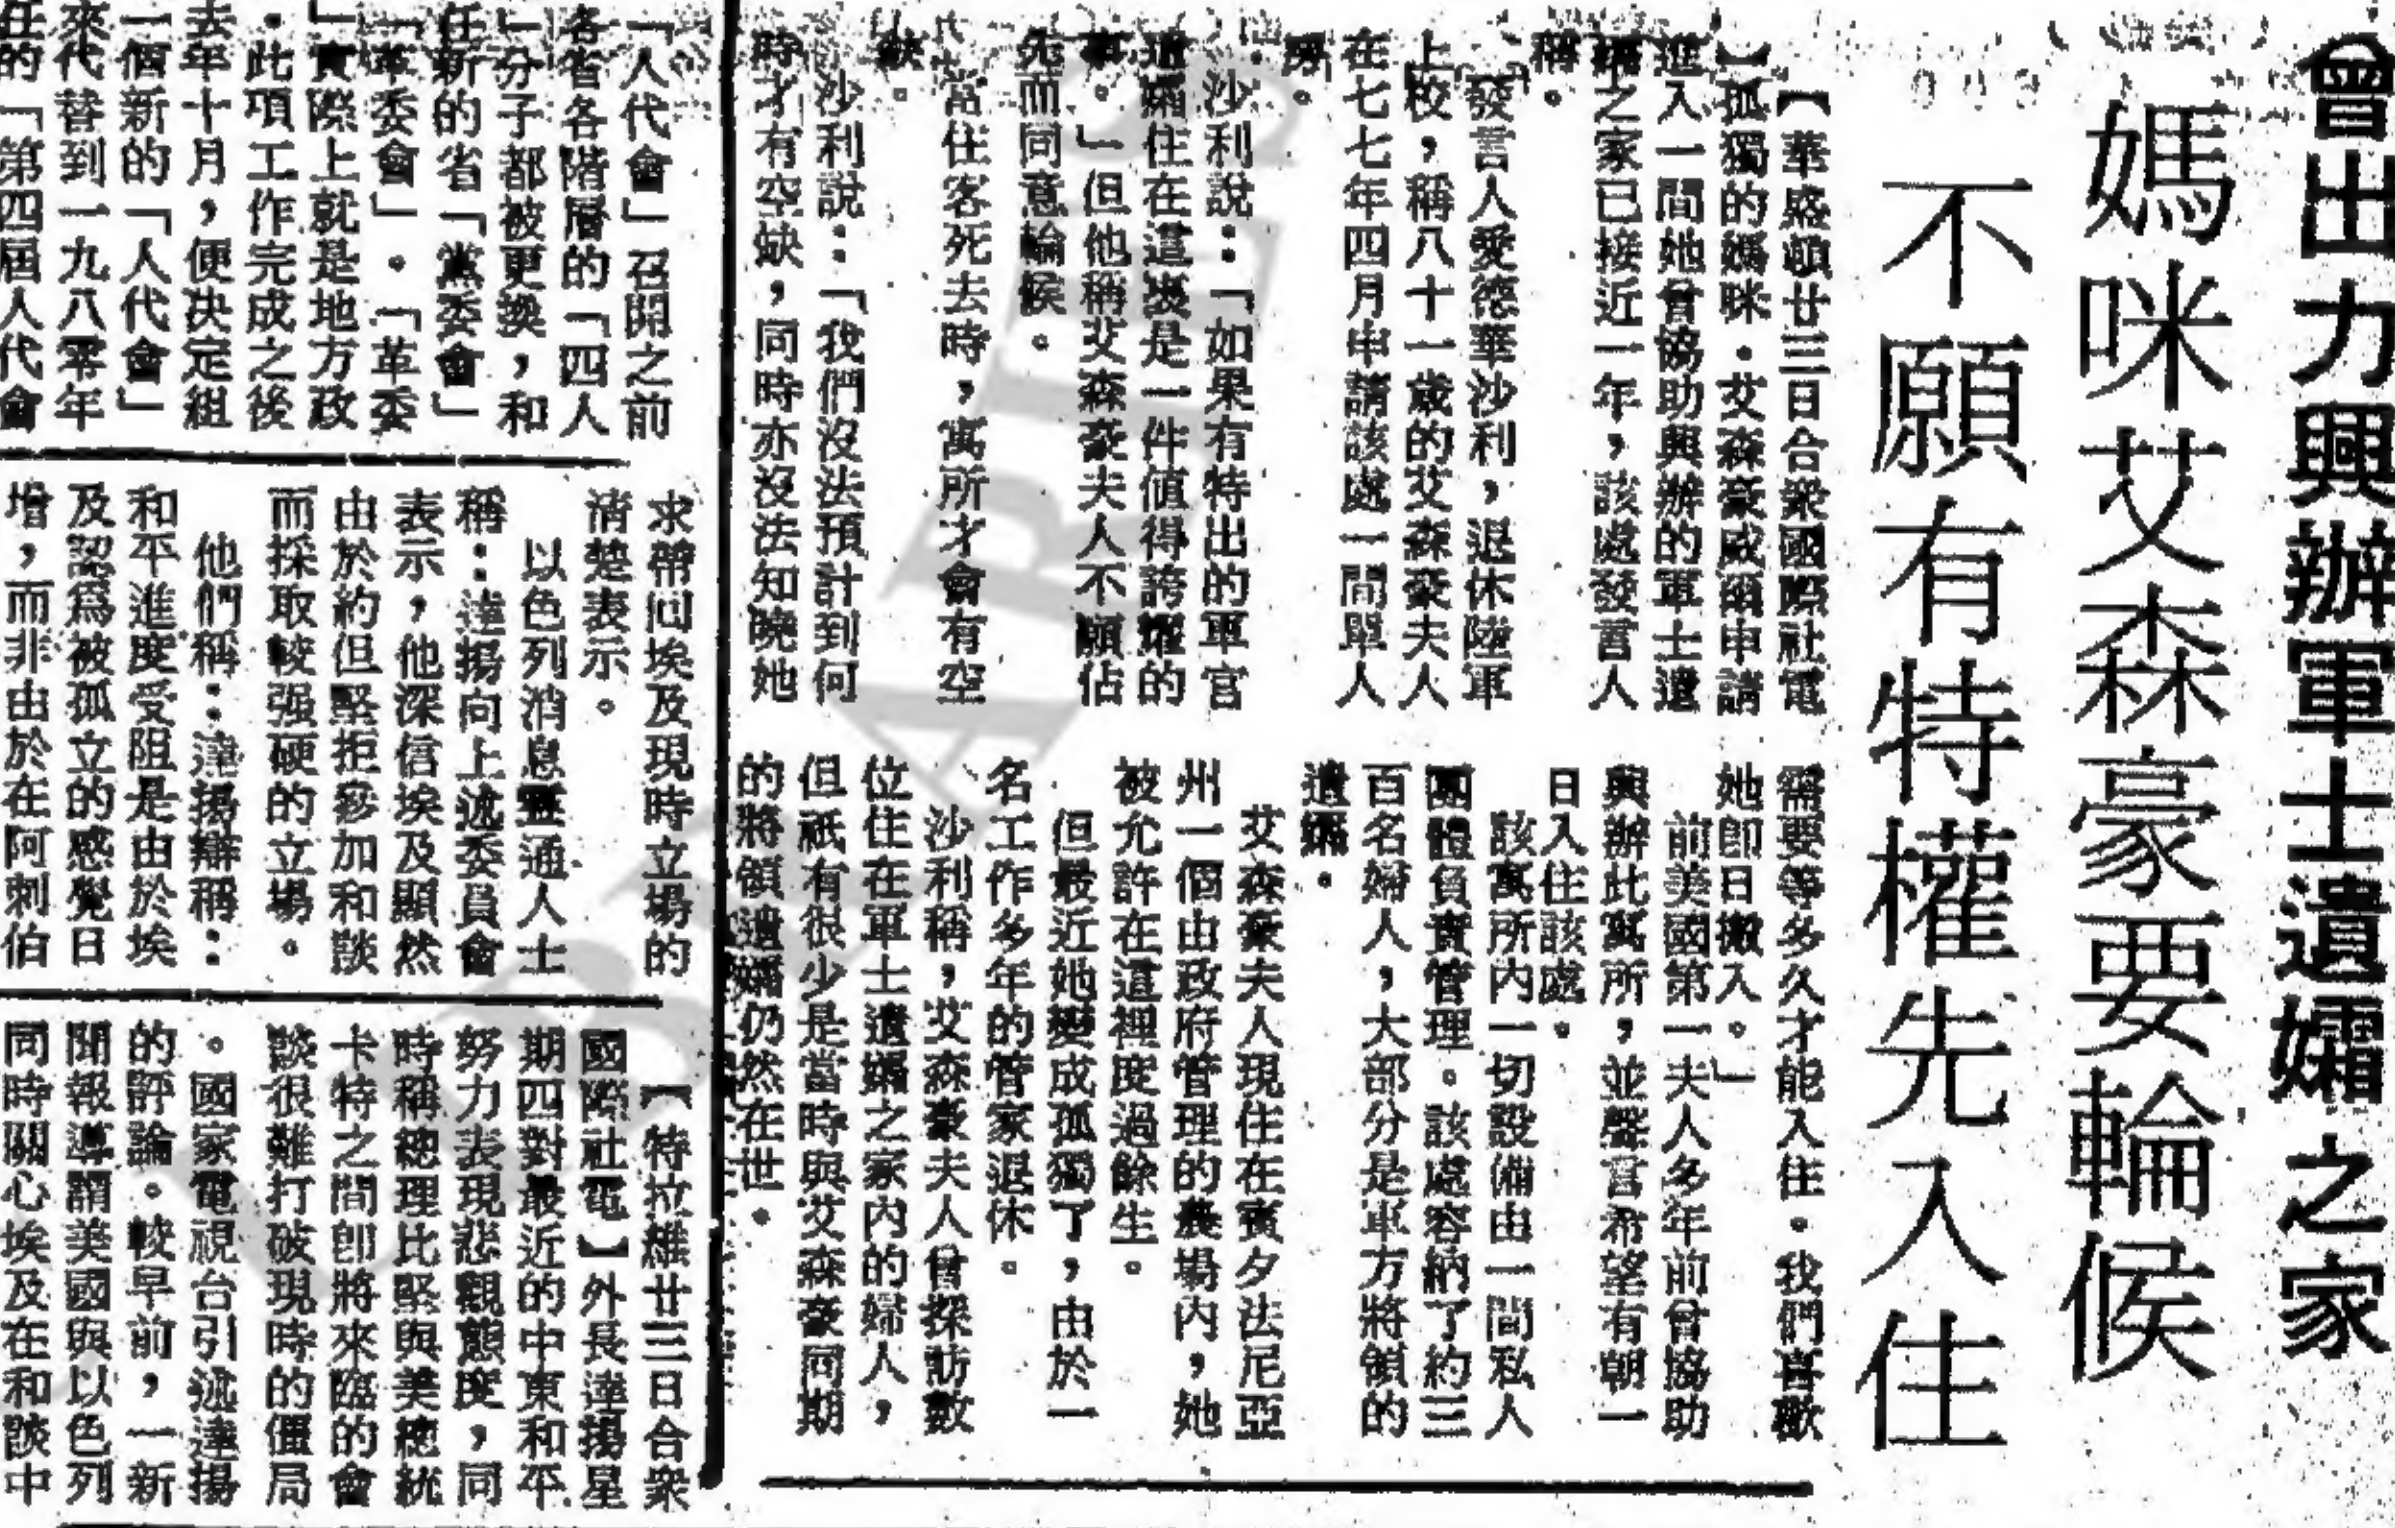 曾出力興辦軍士遺孀之家
媽咪艾森豪要輪候
不願有特權先入住
【華盛頓廿三日合衆國際社電
】孤獨的媽咪・艾森豪威爾申請
進入一間她曾協助興辦的軍士遺
孀之家已接近一年，該處發言人
稱。
發言人愛德華沙利，退休陸軍
上校，稱八十一歲的艾森豪夫人
在七七年四月申請該處一間單人
房。
沙利說：「如果有特出的軍官
遺孀住在這裏是一件值得誇耀的
事。」但他稱艾森豪夫人不願佔
先而同意輪候。
當住客死去時，寓所才會有空
缺。
沙利說：「我們沒法預計到何
時才有空缺，同時亦沒法知曉她
需要等多久才能入住。我們喜歡
她卽日搬入。」
前美國第一夫人多年前曾協助
興辦此寓所，並聲言希望有朝一
日入住該處。
該寓所內一切設備由一間私人
團體負責管理。該處容納了約三
百名婦人，大部分是軍方將領的
遺孀。
艾森豪夫人現住在賓夕法尼亞
州一個由政府管理的農場內，她
被允許在這裡度過餘生。
但最近她變成孤獨了，由於一
名工作多年的管家退休。
沙利稱，艾森豪夫人曾探訪數
位住在軍士遺孀之家內的婦人，
但祇有很少是當時與艾森豪同期
的將領遺孀仍然在世。
「人代會」召開之前
各省各階層的「四人
」分子都被更換，和
任新的省「黨委會」
「革委會」。「革委
」實際上就是地方政
。此項工作完成之後
去年十月，便決定組
一個新的「人代會」
來代替到一九八零年
任的「第四屆人代會
求帶回埃及現時立場的
清楚表示。
以色列消息靈通人士
稱：達揚向上述委員會
表示，他深信埃及顯然
由於約但堅拒參加和談
而採取較强硬的立場。
他們稱：達揚辯稱：
和平進度受阻是由於埃
及認爲被孤立的感覺日
增，而非由於在阿刺伯
【特拉維廿三日合衆
國際社電】外長達揚星
期四對最近的中東和平
努力表現悲觀態度，同
時稱總理比堅與美總統
卡特之間卽將來臨的會
談很難打破現時的僵局
。國家電視台引述達揚
的評論。較早前，一新
聞報導謂美國與以色列
同時關心埃及在和談中